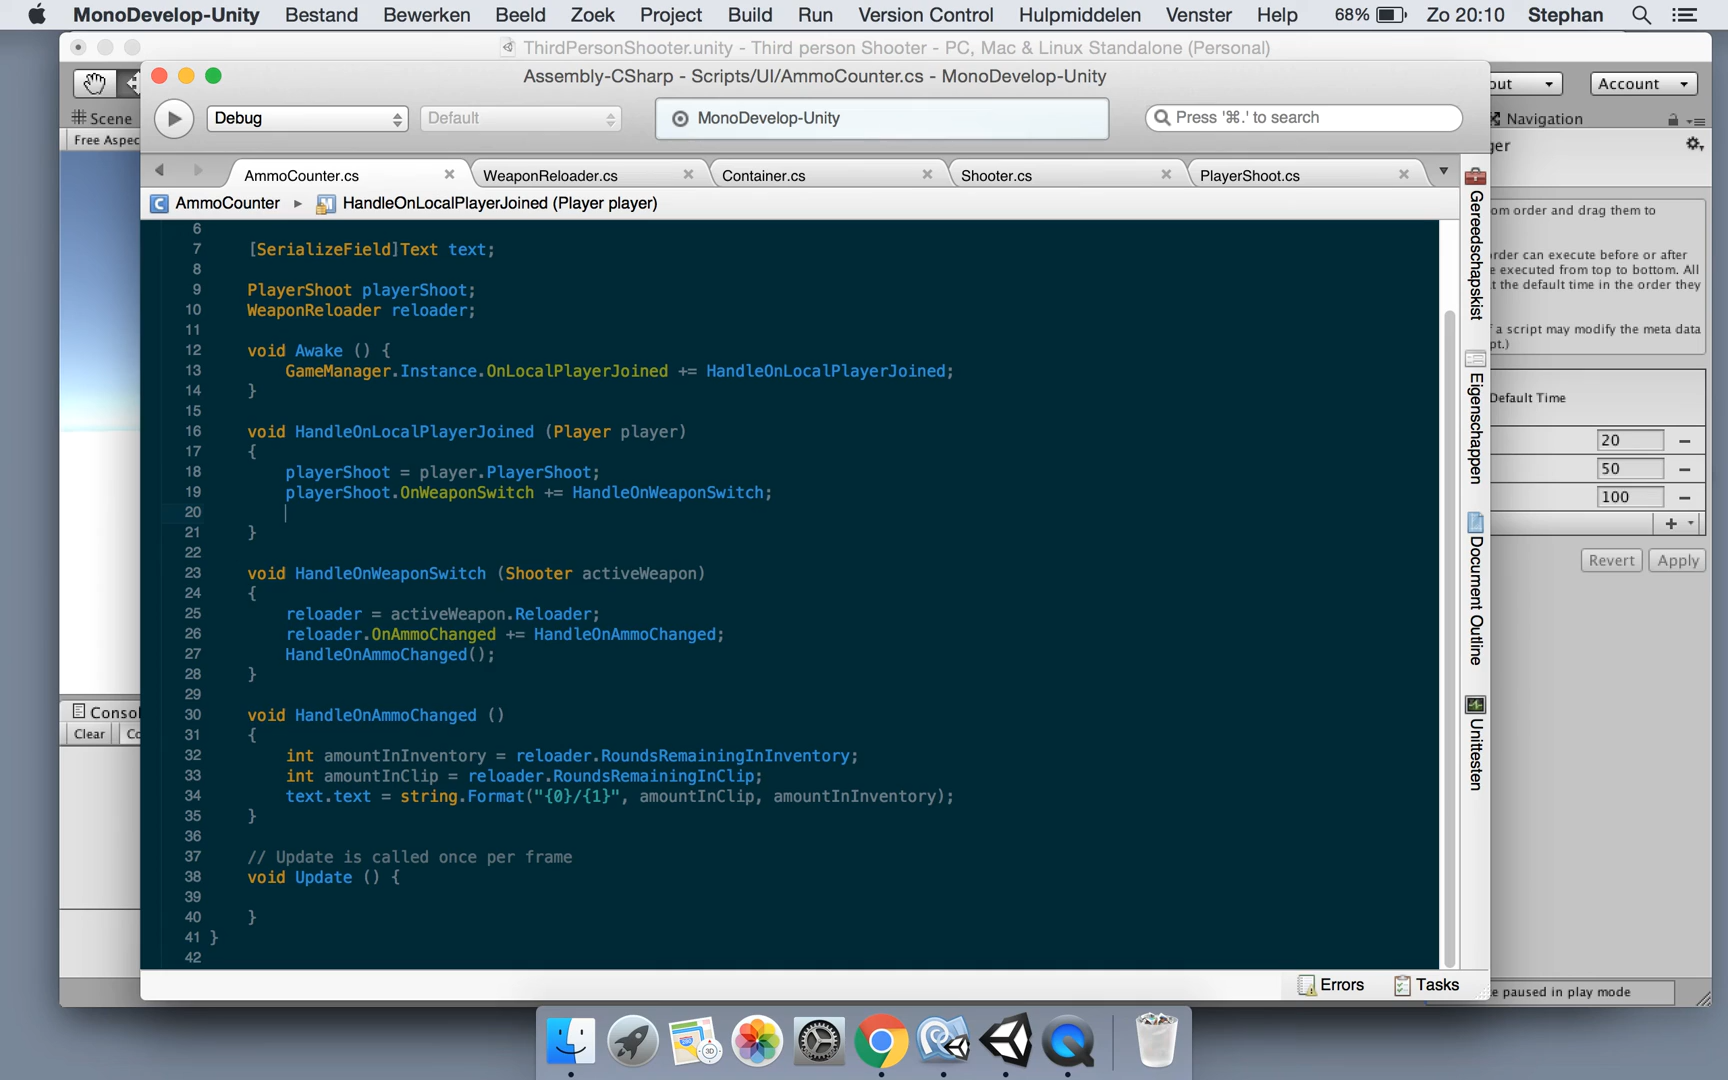 MonoDevelop-Unity Bestand Bewerken Beeld Zoek Project Build Run Version Control Hulpmiddelen Venster Help 68% Zo 20:10 Stephan
ThirdPersonShooter.unity - Third person Shooter - PC, Mac & Linux Standalone (Personal)
Assembly-CSharp - Scripts/UI/AmmoCounter.cs - MonoDevelop-Unity
out Account
Debug Default MonoDevelop-Unity Press '⌘.' to search
Scene Navigation
Free Aspec
ger
AmmoCounter.cs WeaponReloader.cs Container.cs Shooter.cs PlayerShoot.cs
AmmoCounter ▸ HandleOnLocalPlayerJoined (Player player)
6
7 [SerializeField]Text text;
8
9 PlayerShoot playerShoot;
10 WeaponReloader reloader;
11
12 void Awake () {
13 GameManager.Instance.OnLocalPlayerJoined += HandleOnLocalPlayerJoined;
14 }
15
16 void HandleOnLocalPlayerJoined (Player player)
17 {
18 playerShoot = player.PlayerShoot;
19 playerShoot.OnWeaponSwitch += HandleOnWeaponSwitch;
20
21 }
22
23 void HandleOnWeaponSwitch (Shooter activeWeapon)
24 {
25 reloader = activeWeapon.Reloader;
26 reloader.OnAmmoChanged += HandleOnAmmoChanged;
27 HandleOnAmmoChanged();
28 }
29
30 void HandleOnAmmoChanged ()
31 {
32 int amountInInventory = reloader.RoundsRemainingInInventory;
33 int amountInClip = reloader.RoundsRemainingInClip;
34 text.text = string.Format("{0}/{1}", amountInClip, amountInInventory);
35 }
36
37 // Update is called once per frame
38 void Update () {
39
40 }
41 }
42
Errors Tasks
Gereedschapskist
Eigenschappen
Document Outline
Unittesten
om order and drag them to
rder can execute before or after
e executed from top to bottom. All
t the default time in the order they
f a script may modify the meta data
pt.)
Default Time
20
50
100
Revert Apply
Consol
Clear Co
e paused in play mode
3D